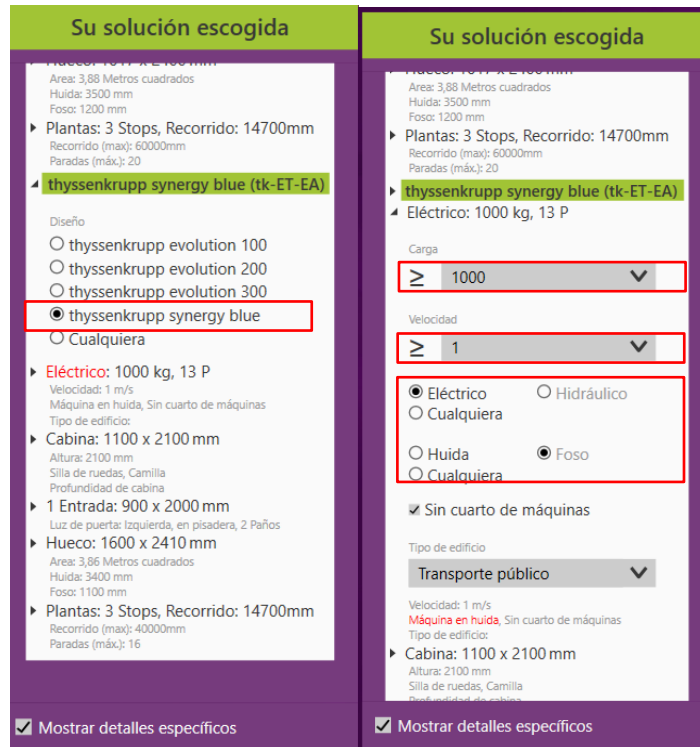 Su solución escogida
Area: 3,88 Metros cuadrados
Huida: 3500 mm
Foso: 1200 mm
Plantas: 3 Stops, Recorrido: 14700mm
Recorrido (max): 60000mm
Paradas (máx.): 20
thyssenkrupp synergy blue (tk-ET-EA)
Diseño
thyssenkrupp evolution 100
thyssenkrupp evolution 200
thyssenkrupp evolution 300
thyssenkrupp synergy blue
Cualquiera
Eléctrico: 1000 kg, 13 P
Velocidad: 1 m/s
Máquina en huida, Sin cuarto de máquinas
Tipo de edificio:
Cabina: 1100 x 2100 mm
Altura: 2100 mm
Silla de ruedas, Camilla
Profundidad de cabina
1 Entrada: 900 x 2000 mm
Luz de puerta: Izquierda, en pisadera, 2 Paños
Hueco: 1600 x 2410 mm
Area: 3,86 Metros cuadrados
Huida: 3400 mm
Foso: 1100 mm
Plantas: 3 Stops, Recorrido: 14700mm
Recorrido (max): 40000mm
Paradas (máx.): 16
Mostrar detalles específicos
Su solución escogida
Area: 3,88 Metros cuadrados
Huida: 3500 mm
Foso: 1200 mm
Plantas: 3 Stops, Recorrido: 14700mm
Recorrido (max): 60000mm
Paradas (máx.): 20
thyssenkrupp synergy blue (tk-ET-EA)
Eléctrico: 1000 kg, 13 P
Carga
≥ 1000
Velocidad
≥ 1
Eléctrico Hidráulico
Cualquiera
Huida Foso
Cualquiera
Sin cuarto de máquinas
Tipo de edificio
Transporte público
Velocidad: 1 m/s
Máquina en huida, Sin cuarto de máquinas
Tipo de edificio:
Cabina: 1100 x 2100 mm
Altura: 2100 mm
Silla de ruedas, Camilla
Profundidad de cabina
Mostrar detalles específicos